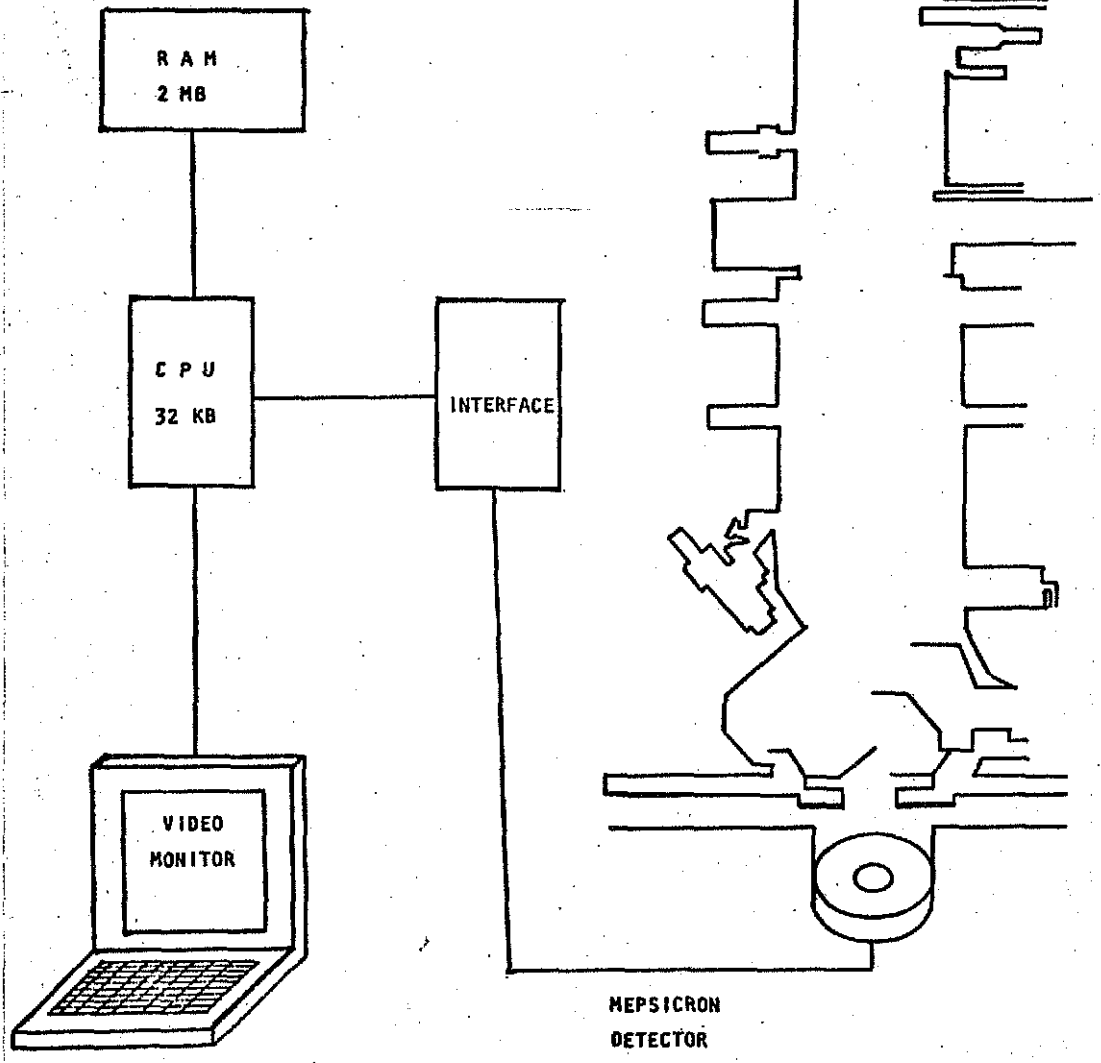 R A M
2 MB
C P U
32 KB
INTERFACE
VIDEO
MONITOR
MEPSICRON
DETECTOR